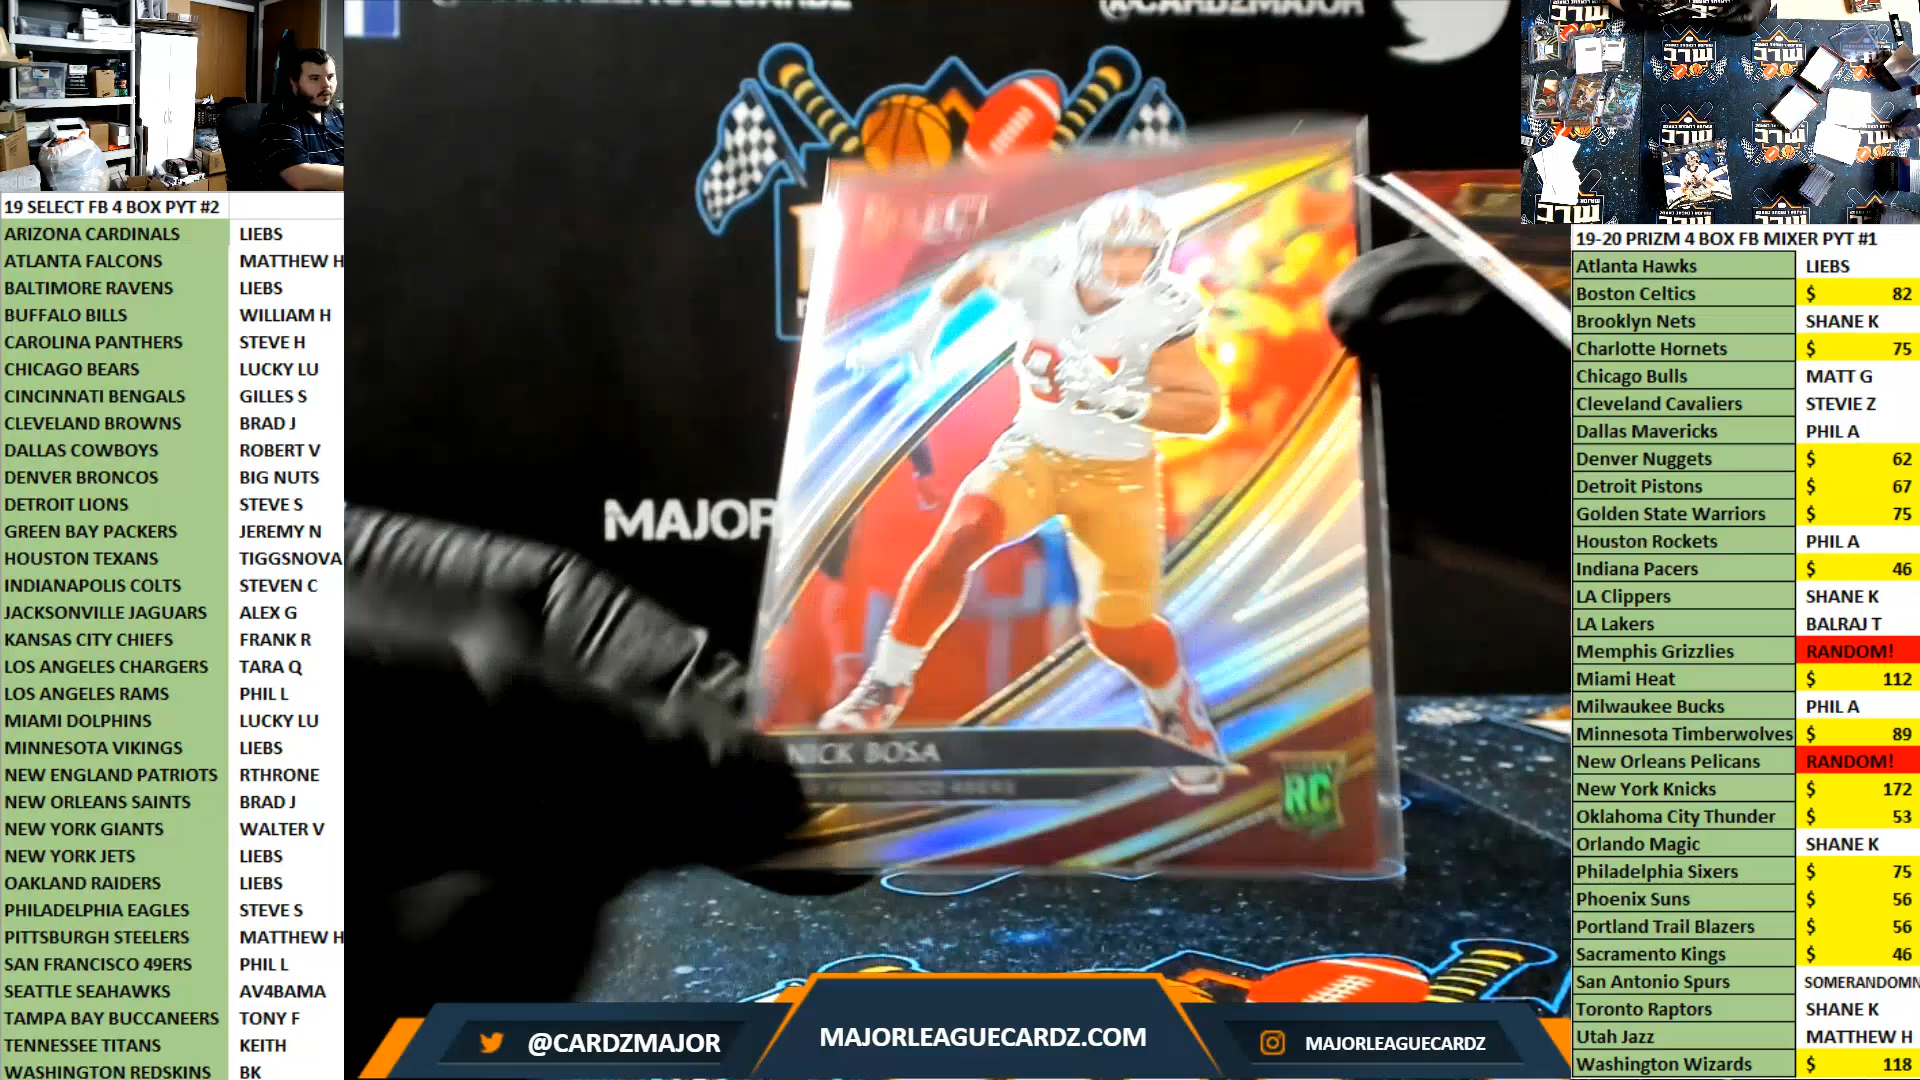 19 SELECT FB 4 BOX PYT #2
ARIZONA CARDINALS LIEBS
ATLANTA FALCONS MATTHEW H
BALTIMORE RAVENS LIEBS
BUFFALO BILLS WILLIAM H
CAROLINA PANTHERS STEVE H
CHICAGO BEARS LUCKY LU
CINCINNATI BENGALS GILLES S
CLEVELAND BROWNS BRAD J
DALLAS COWBOYS ROBERT V
DENVER BRONCOS BIG NUTS
DETROIT LIONS STEVE S
GREEN BAY PACKERS JEREMY N
HOUSTON TEXANS TIGGSNOVA
INDIANAPOLIS COLTS STEVEN C
JACKSONVILLE JAGUARS ALEX G
KANSAS CITY CHIEFS FRANK R
LOS ANGELES CHARGERS TARA Q
LOS ANGELES RAMS PHIL L
MIAMI DOLPHINS LUCKY LU
MINNESOTA VIKINGS LIEBS
NEW ENGLAND PATRIOTS RTHRONE
NEW ORLEANS SAINTS BRAD J
NEW YORK GIANTS WALTER V
NEW YORK JETS LIEBS
OAKLAND RAIDERS LIEBS
PHILADELPHIA EAGLES STEVE S
PITTSBURGH STEELERS MATTHEW H
SAN FRANCISCO 49ERS PHIL L
SEATTLE SEAHAWKS AV4BAMA
TAMPA BAY BUCCANEERS TONY F
TENNESSEE TITANS KEITH
WASHINGTON REDSKINS BK
@CARDZMAJOR
MAJOR
NICK BOSA
RC
@CARDZMAJOR
MAJORLEAGUECARDZ.COM
MAJORLEAGUECARDZ
19-20 PRIZM 4 BOX FB MIXER PYT #1
Atlanta Hawks LIEBS
Boston Celtics $ 82
Brooklyn Nets SHANE K
Charlotte Hornets $ 75
Chicago Bulls MATT G
Cleveland Cavaliers STEVIE Z
Dallas Mavericks PHIL A
Denver Nuggets $ 62
Detroit Pistons $ 67
Golden State Warriors $ 75
Houston Rockets PHIL A
Indiana Pacers $ 46
LA Clippers SHANE K
LA Lakers BALRAJ T
Memphis Grizzlies RANDOM!
Miami Heat $ 112
Milwaukee Bucks PHIL A
Minnesota Timberwolves $ 89
New Orleans Pelicans RANDOM!
New York Knicks $ 172
Oklahoma City Thunder $ 53
Orlando Magic SHANE K
Philadelphia Sixers $ 75
Phoenix Suns $ 56
Portland Trail Blazers $ 56
Sacramento Kings $ 46
San Antonio Spurs SOMERANDOMN
Toronto Raptors SHANE K
Utah Jazz MATTHEW H
Washington Wizards $ 118